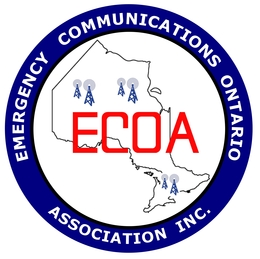 EMERGENCY COMMUNICATIONS ONTARIO
ECOA
ASSOCIATION INC.